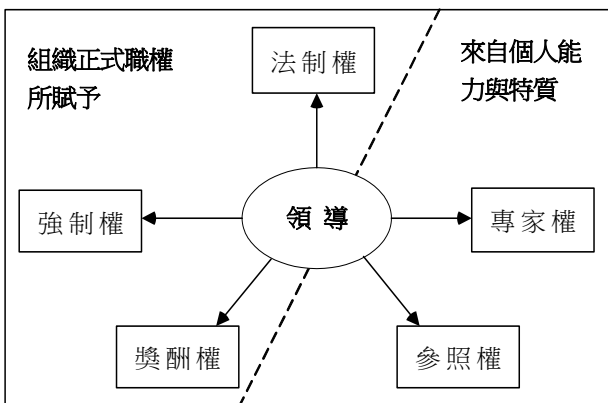 組織正式職權
所賦予
法制權
來自個人能
力與特質
強制權
領導
專家權
獎酬權
參照權